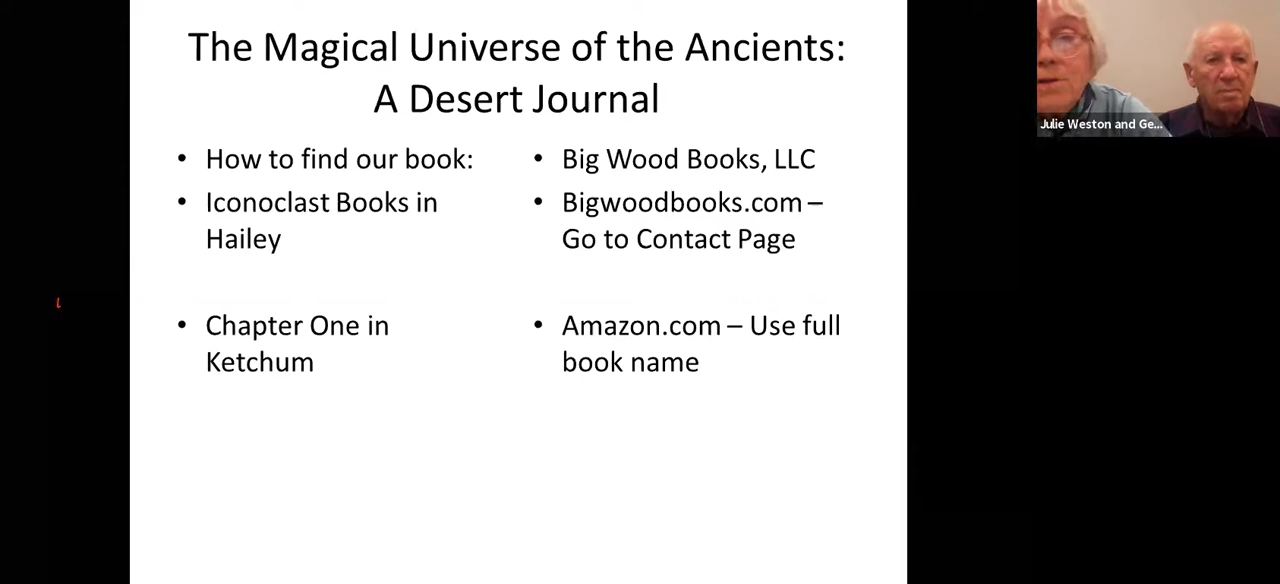 The Magical Universe of the Ancients:
A Desert Journal
• How to find our book:
• Iconoclast Books in
Hailey
• Chapter One in
Ketchum
• Big Wood Books, LLC
• Bigwoodbooks.com –
Go to Contact Page
• Amazon.com – Use full
book name
Julie Weston and Ge...